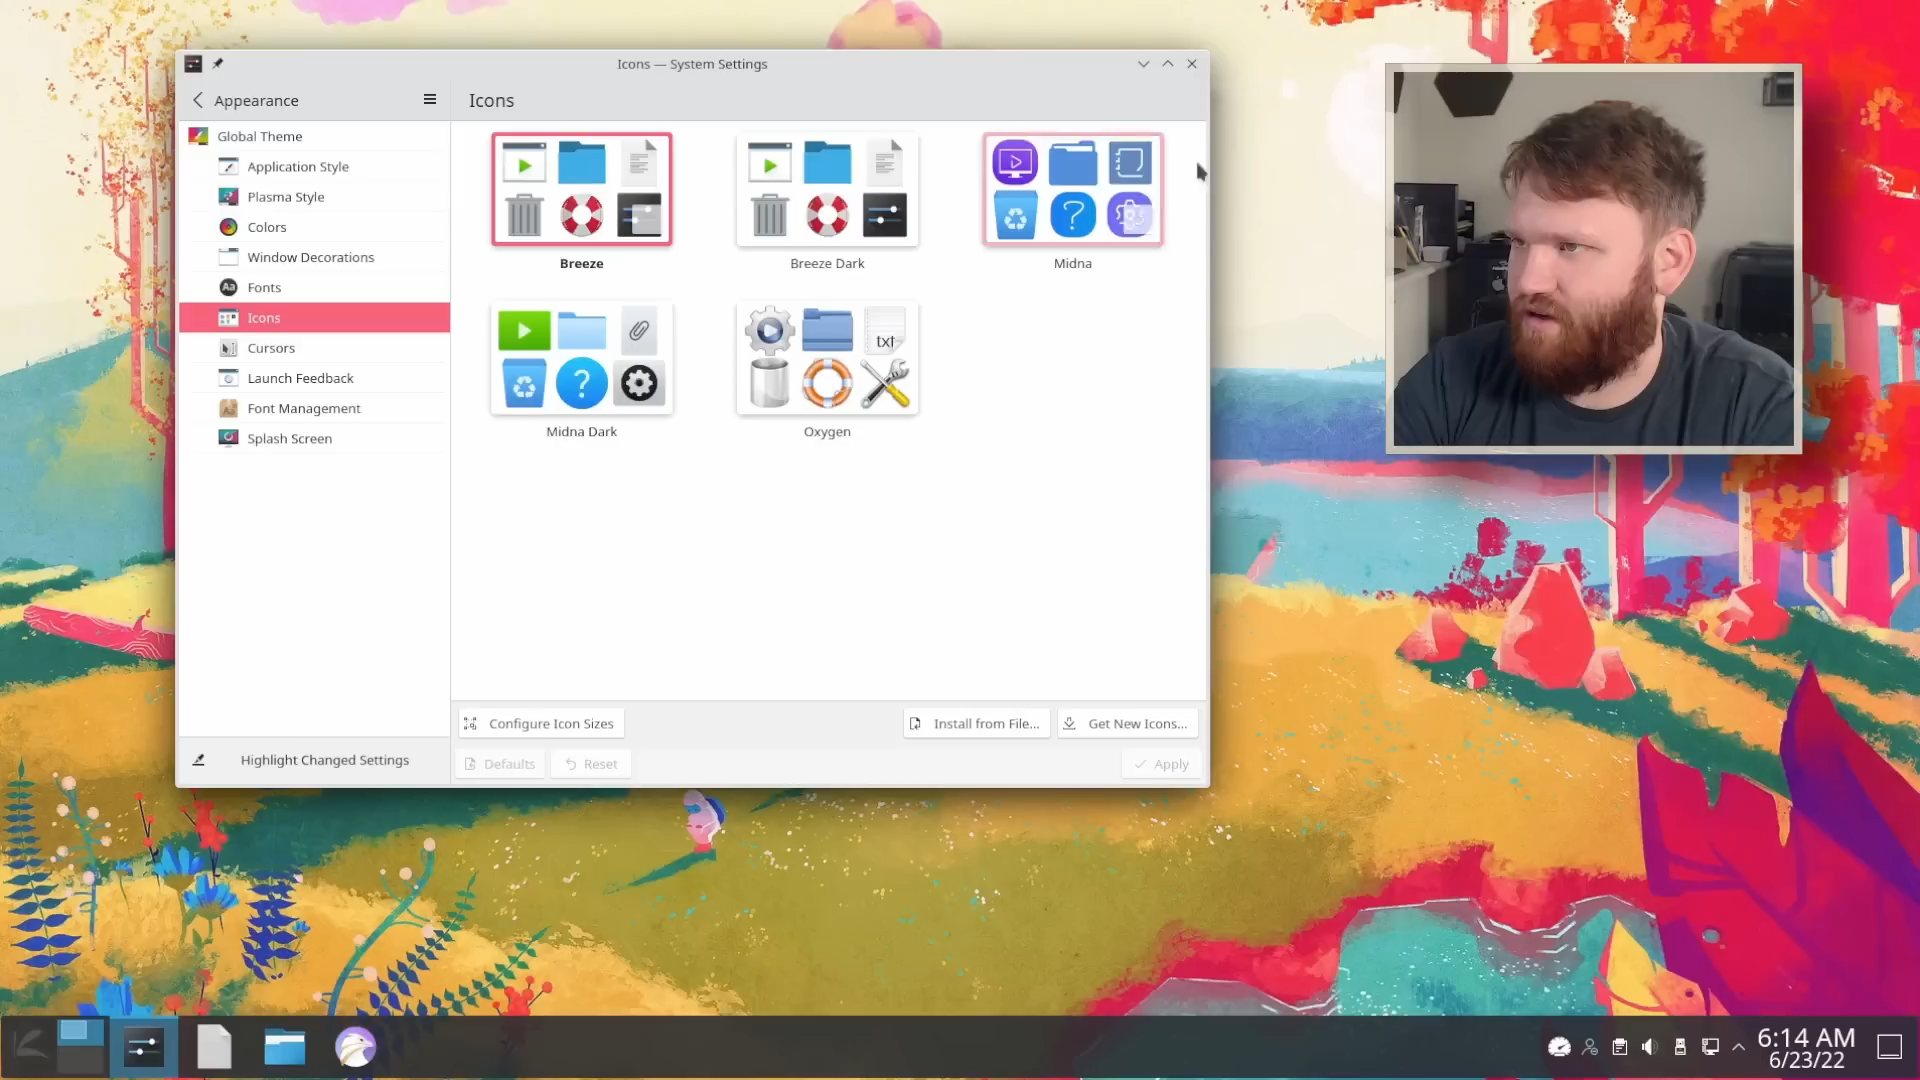 Icons — System Settings
Appearance
Icons
Global Theme
Application Style
Plasma Style
Colors
Window Decorations
Aa
Fonts
Icons
Cursors
Launch Feedback
Font Management
Splash Screen
Breeze
Breeze Dark
?
Midna
?
Midna Dark
txt
Oxygen
Configure Icon Sizes
Install from File...
Get New Icons...
Highlight Changed Settings
Defaults
Reset
Apply
6:14 AM
6/23/22